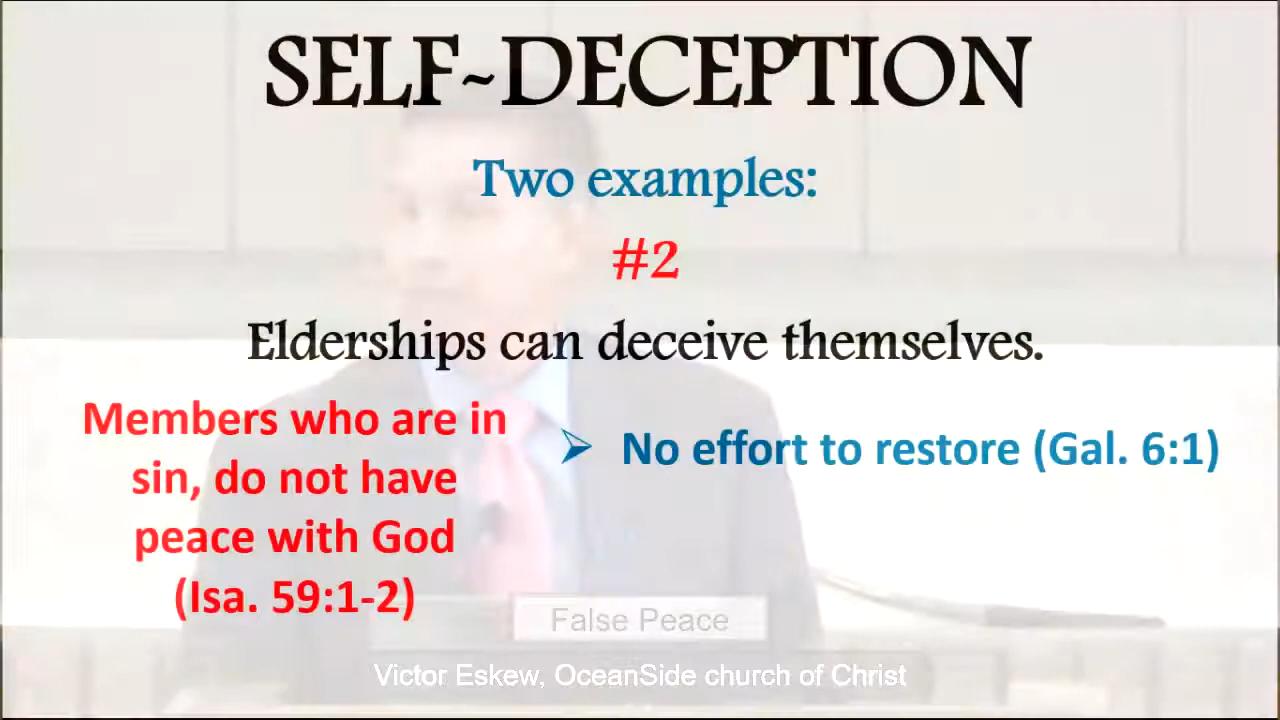 SELF~DECEPTION
Two examples:
#2
Elderships can deceive themselves.
Members who are in
sin, do not have
peace with God
(Isa. 59:1-2)
➢ No effort to restore (Gal. 6:1)
False Peace
Victor Eskew, OceanSide church of Christ